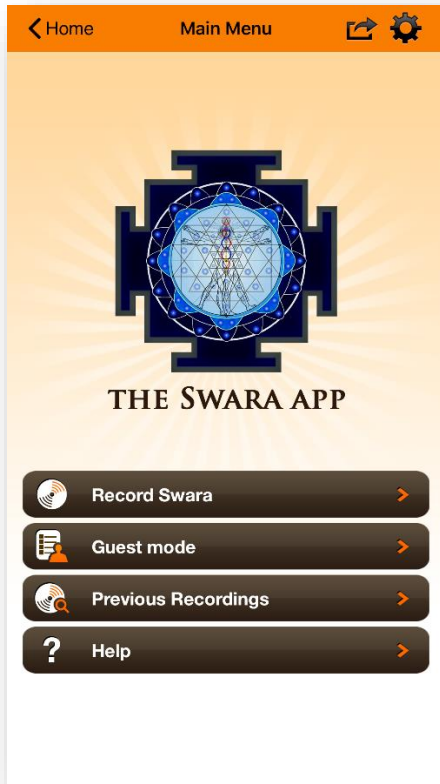 Home
Main Menu
THE SWARA APP
Record Swara
Guest mode
Previous Recordings
? Help